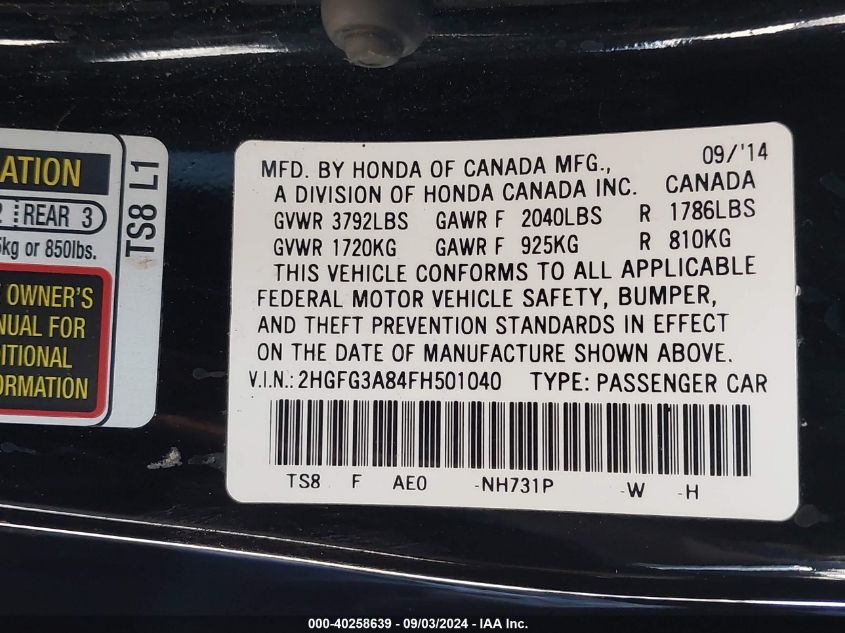 ATION
REAR 3
kg or 850lbs.
OWNER'S
NUAL FOR
DITIONAL
ORMATION
TS8 L1
09/'14
MFD. BY HONDA OF CANADA MFG.,
A DIVISION OF HONDA CANADA INC. CANADA
GVWR 3792LBS GAWR F 2040LBS R 1786LBS
GVWR 1720KG GAWR F 925KG R 810KG
THIS VEHICLE CONFORMS TO ALL APPLICABLE
FEDERAL MOTOR VEHICLE SAFETY, BUMPER,
AND THEFT PREVENTION STANDARDS IN EFFECT
ON THE DATE OF MANUFACTURE SHOWN ABOVE.
V.I.N.: 2HGFG3A84FH501040 TYPE: PASSENGER CAR
TS8 F AE0 -NH731P -W -H
000-40258639 - 09/03/2024 - IAA Inc.